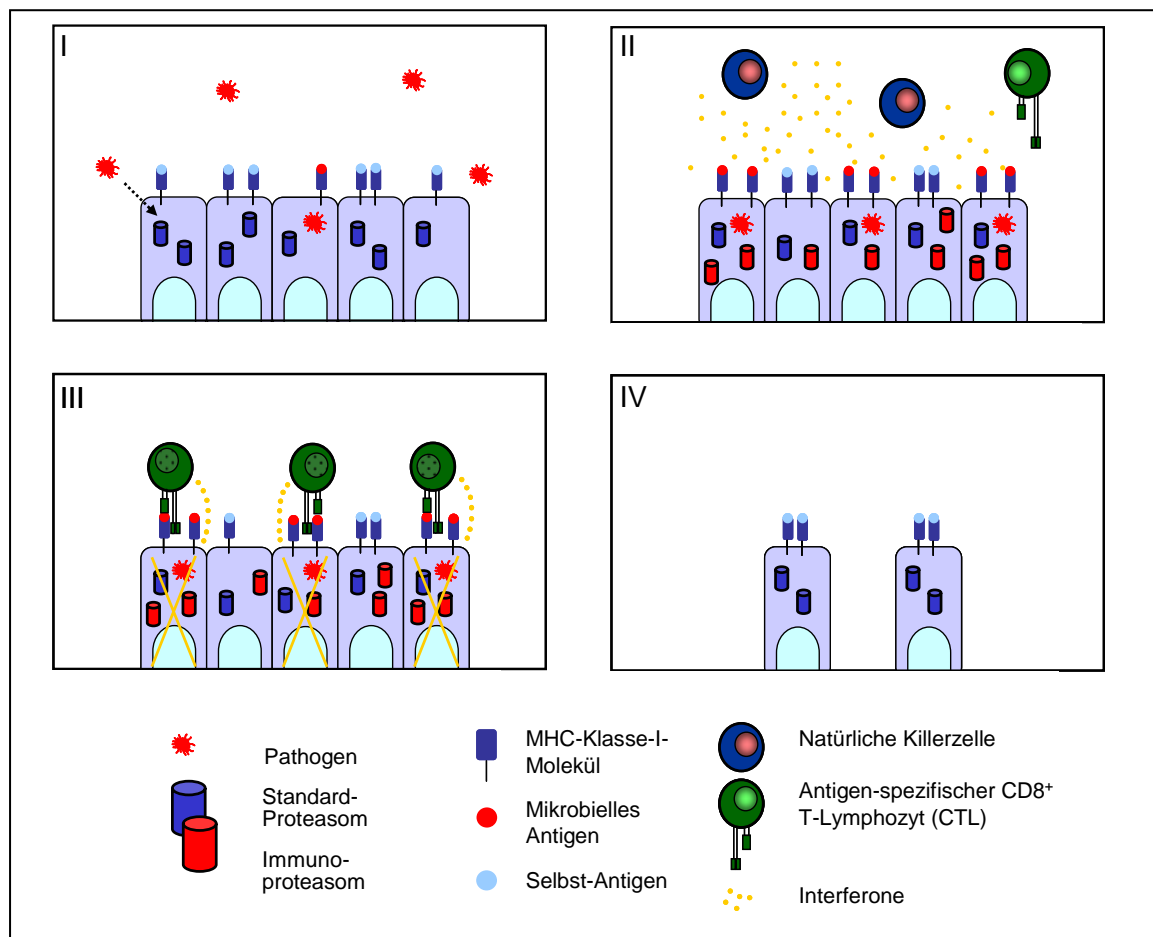 I
II
III
IV
Pathogen
Standard-
Proteasom
Immuno-
proteasom
MHC-Klasse-I-
Molekül
Mikrobielles
Antigen
Selbst-Antigen
Natürliche Killerzelle
Antigen-spezifischer CD8⁺
T-Lymphozyt (CTL)
Interferone